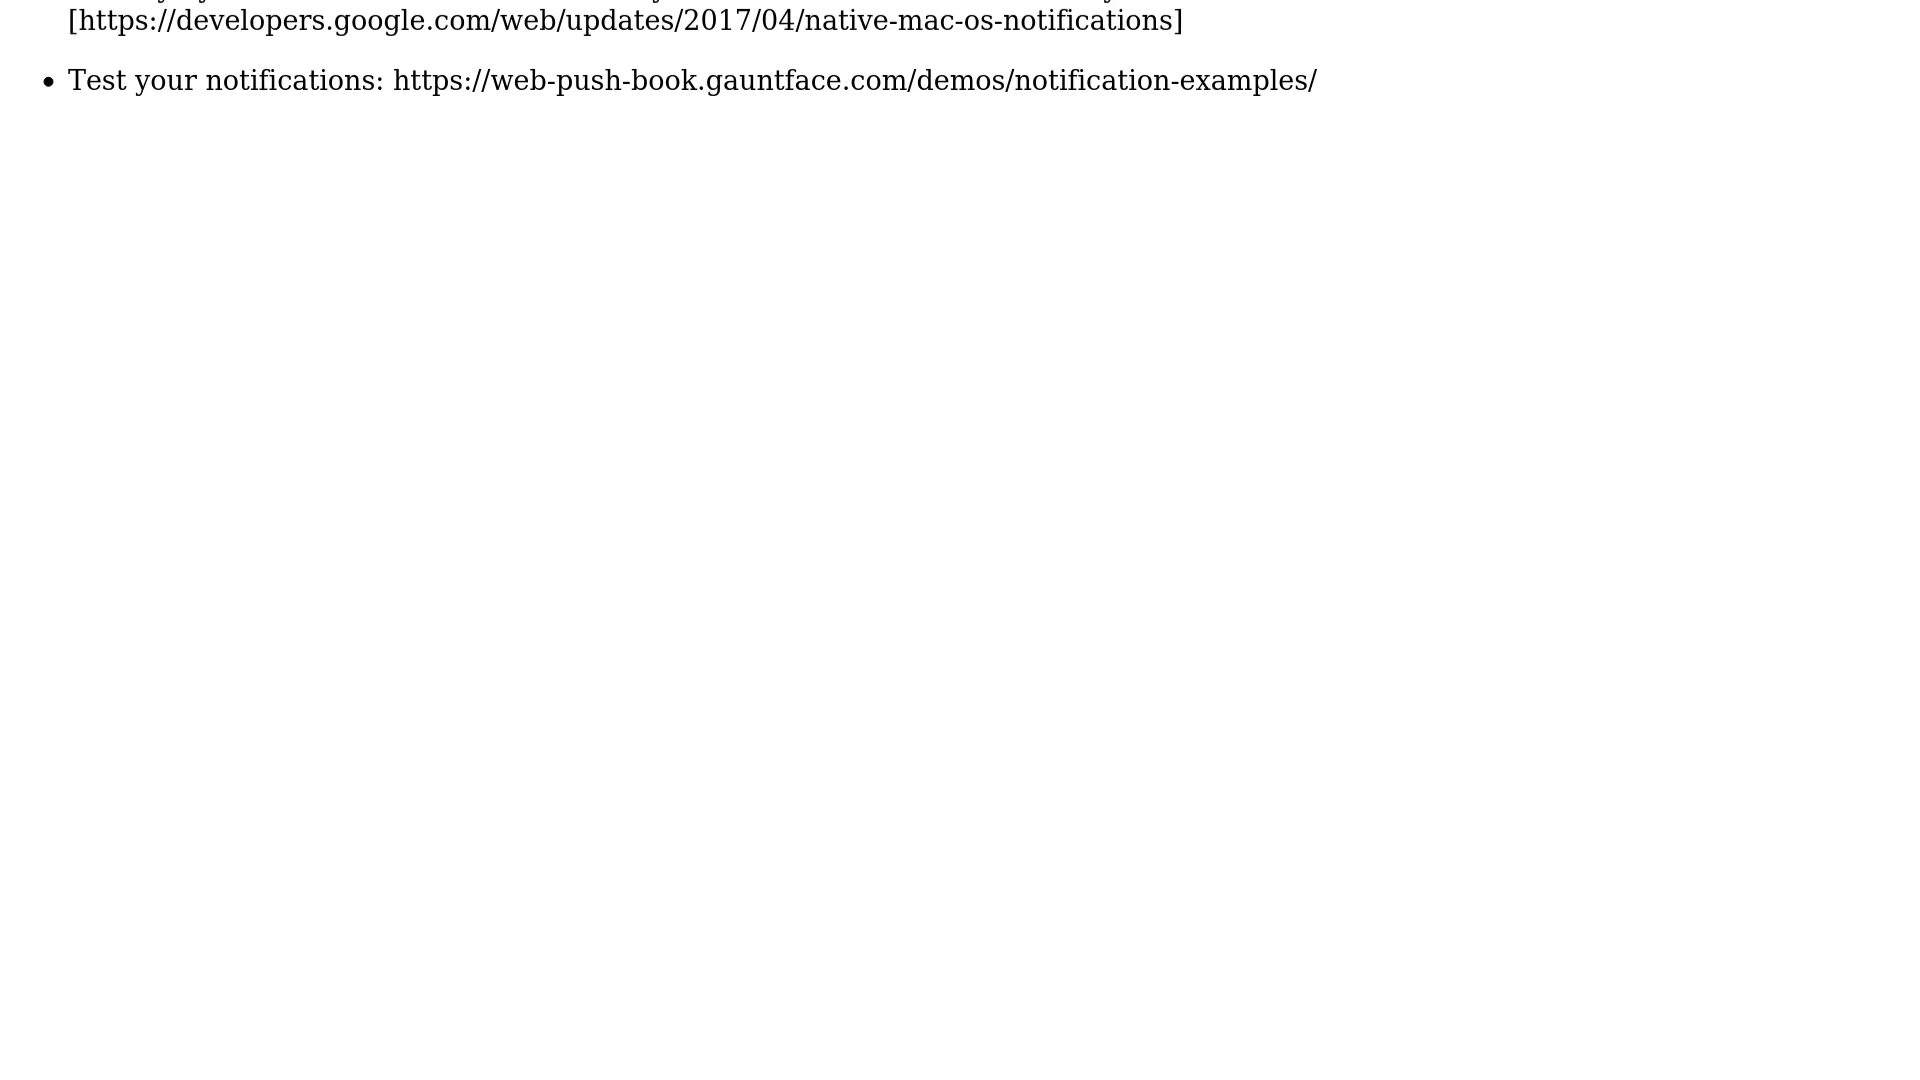 [https://developers.google.com/web/updates/2017/04/native-mac-os-notifications]
• Test your notifications: https://web-push-book.gauntface.com/demos/notification-examples/